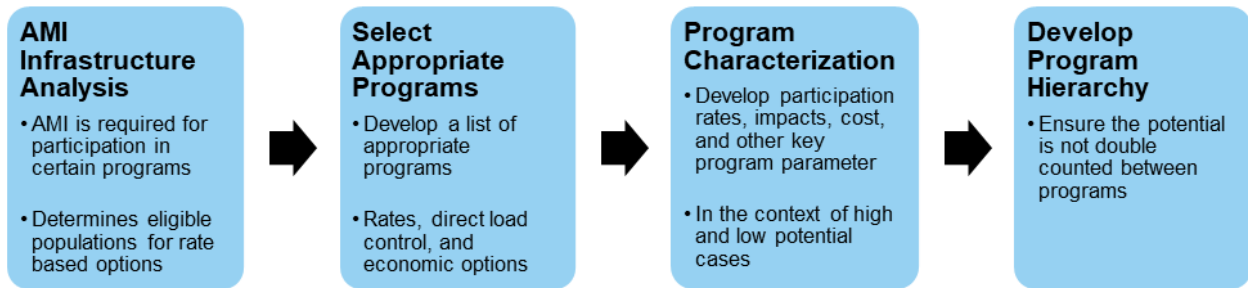 AMI
Infrastructure
Analysis
• AMI is required for
participation in
certain programs
• Determines eligible
populations for rate
based options
Select
Appropriate
Programs
• Develop a list of
appropriate
programs
• Rates, direct load
control, and
economic options
Program
Characterization
• Develop participation
rates, impacts, cost,
and other key
program parameter
• In the context of high
and low potential
cases
Develop
Program
Hierarchy
• Ensure the potential
is not double
counted between
programs